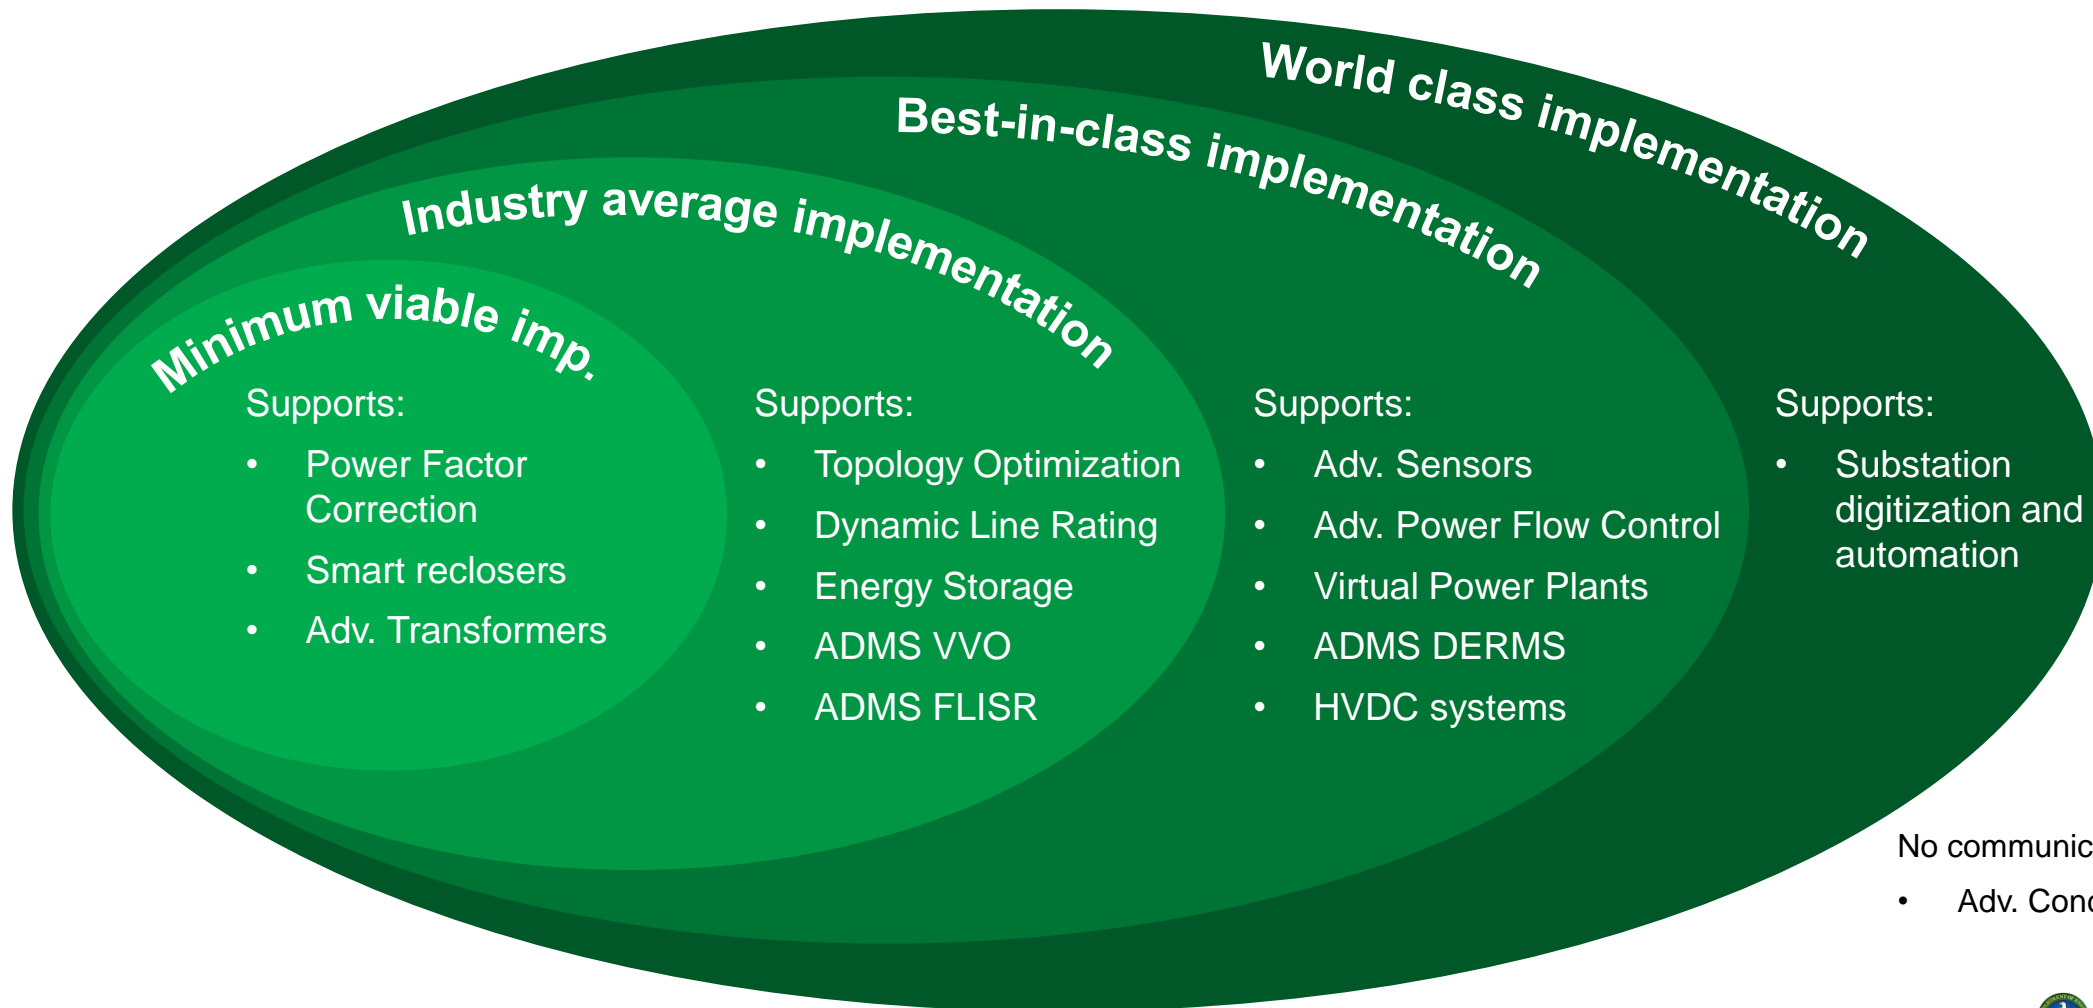 World class implementation
Best-in-class implementation
Industry average implementation
Minimum viable imp.
Supports:
• Power Factor
Correction
• Smart reclosers
• Adv. Transformers
Supports:
• Topology Optimization
• Dynamic Line Rating
• Energy Storage
• ADMS VVO
• ADMS FLISR
Supports:
• Adv. Sensors
• Adv. Power Flow Control
• Virtual Power Plants
• ADMS DERMS
• HVDC systems
Supports:
• Substation
digitization and
automation
No
• Adv.